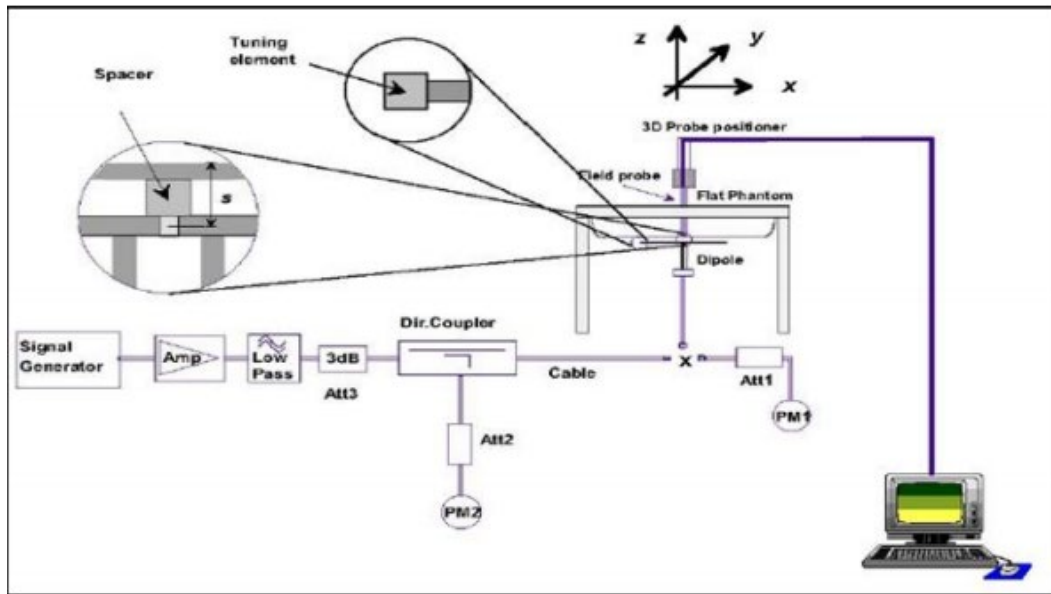 Tuning
element
Spacer
s
z
y
x
3D Probe positioner
Field probe
Flat Phantom
Dipole
Signal
Generator
Amp
Low
Pass
3dB
Att3
Dir.Coupler
Cable
x
Att1
PM1
Att2
PM2